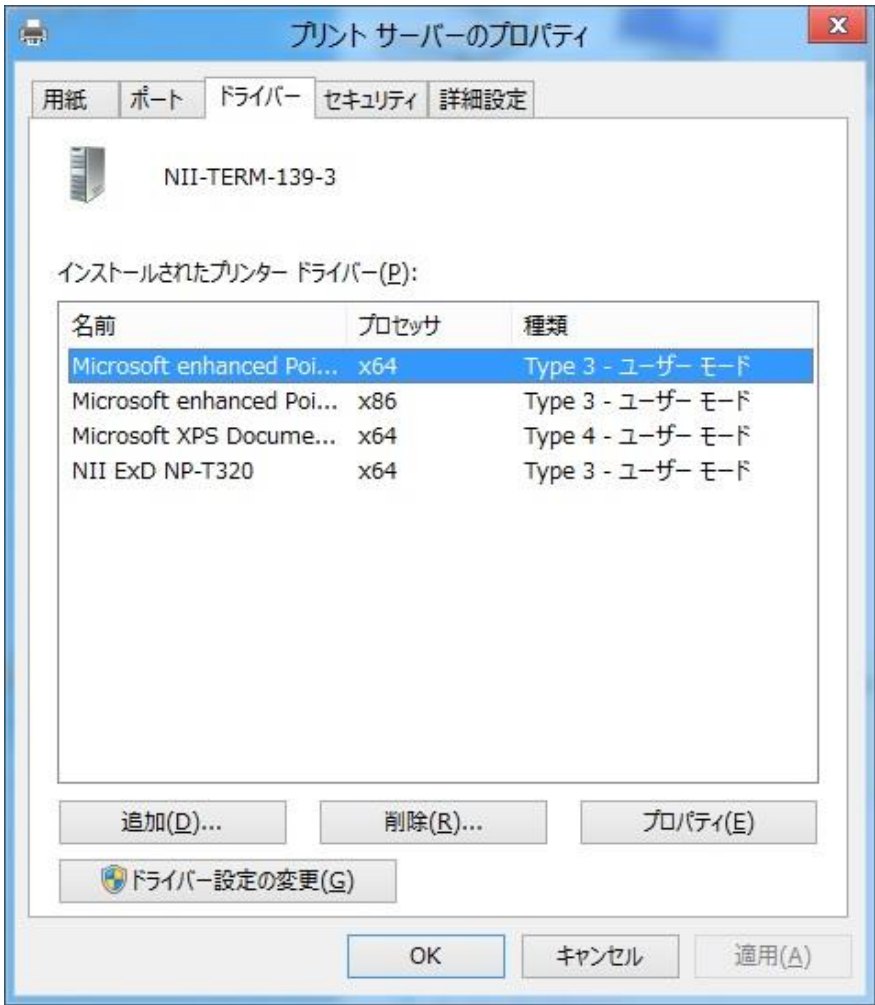 プリント サーバーのプロパティ
x
用紙 ポート ドライバー セキュリティ 詳細設定
NII-TERM-139-3
インストールされたプリンター ドライバー(P):
名前 プロセッサ 種類
Microsoft enhanced Poi... x64 Type 3 - ユーザー モード
Microsoft enhanced Poi... x86 Type 3 - ユーザー モード
Microsoft XPS Docume... x64 Type 4 - ユーザー モード
NII ExD NP-T320 x64 Type 3 - ユーザー モード
追加(D)... 削除(R)... プロパティ(E)
ドライバー設定の変更(G)
OK キャンセル 適用(A)